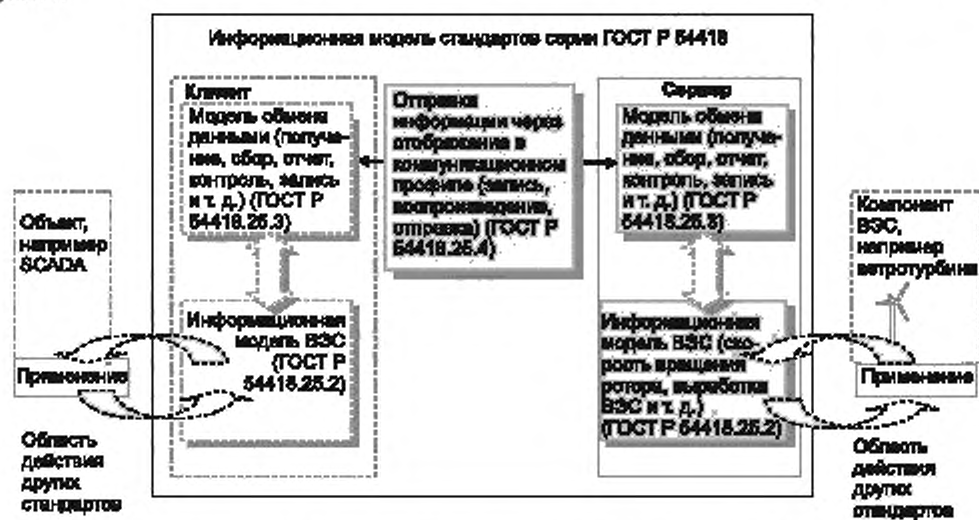 Информационная модель стандартов серии ГОСТ Р 54418
Клиент
Модель обмена
данными (получе-
ние, сбор, отчет,
контроль, запись
и т. д.) (ГОСТ Р
54418.25.3)
Отправка
информации через
отображение в
коммуникационном
профиле (запись,
воспроизведение,
отправка) (ГОСТ Р
54418.25.4)
Сервер
Модель обмена
данными (получе-
ние, сбор, отчет,
контроль, запись
и т. д.) (ГОСТ Р
54418.25.3)
Объект,
например
SCADA
Применение
Область
действия
других
стандартов
Информационная
модель ВЭС
(ГОСТ Р
54418.25.2)
Информационная
модель ВЭС (ско-
рость вращения
ротора, выработка
ВЭС и т. д.)
(ГОСТ Р 54418.25.2)
Компонент
ВЭС,
например
ветротурбина
Применение
Область
действия
других
стандартов